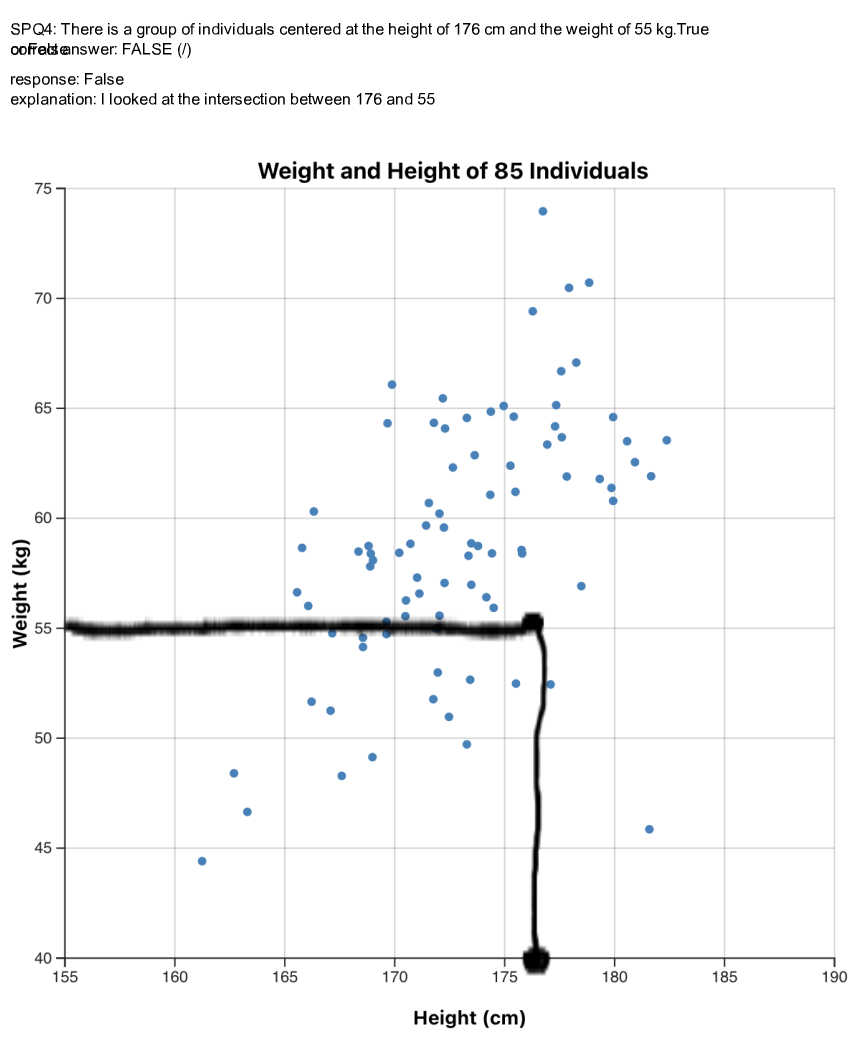 SPQ4: There is a group of individuals centered at the height of 176 cm and the weight of 55 kg.True
or False
correct answer: FALSE (/)
response: False
explanation: I looked at the intersection between 176 and 55
Weight and Height of 85 Individuals
75
70
65
60
55
50
45
40
Weight (kg)
155 160 165 170 175 180 185 190
Height (cm)